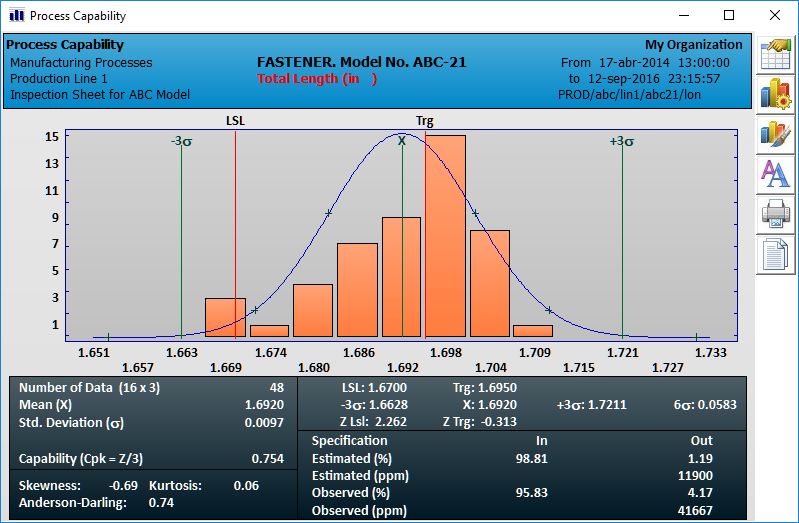 Process Capability
Process Capability
My Organization
Manufacturing Processes
FASTENER. Model No. ABC-21
From 17-abr-2014 13:00:00
Production Line 1
Total Length (in )
to 12-sep-2016 23:15:57
Inspection Sheet for ABC Model
PROD/abc/lin1/abc21/lon
LSL
Trg
-3σ
X
+3σ
15
13
11
9
7
5
3
1
1.651 1.663 1.674 1.686 1.698 1.709 1.721 1.733
1.657 1.669 1.680 1.692 1.704 1.715 1.727
Number of Data (16 x 3) 48
Mean (X) 1.6920
Std. Deviation (σ) 0.0097
Capability (Cpk = Z/3) 0.754
Skewness: -0.69 Kurtosis: 0.06
Anderson-Darling: 0.74
LSL: 1.6700 Trg: 1.6950
-3σ: 1.6628 X: 1.6920 +3σ: 1.7211 6σ: 0.0583
Z Lsl: 2.262 Z Trg: -0.313
Specification In Out
Estimated (%) 98.81 1.19
Estimated (ppm) 11900
Observed (%) 95.83 4.17
Observed (ppm) 41667